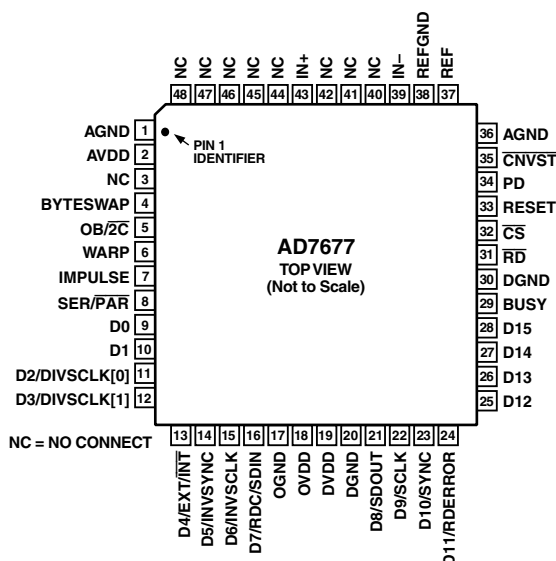 NC
NC
NC
NC
NC
IN+
NC
NC
NC
IN–
REFGND
REF
48 47 46 45 44 43 42 41 40 39 38 37
AGND 1
AVDD 2
NC 3
BYTESWAP 4
OB/2C 5
WARP 6
IMPULSE 7
SER/PAR 8
D0 9
D1 10
D2/DIVSCLK[0] 11
D3/DIVSCLK[1] 12
PIN 1
IDENTIFIER
AD7677
TOP VIEW
(Not to Scale)
36 AGND
35 CNVST
34 PD
33 RESET
32 CS
31 RD
30 DGND
29 BUSY
28 D15
27 D14
26 D13
25 D12
NC = NO CONNECT
13 14 15 16 17 18 19 20 21 22 23 24
D4/EXT/INT
D5/INVSYNC
D6/INVSCLK
D7/RDC/SDIN
OGND
OVDD
DVDD
DGND
D8/SDOUT
D9/SCLK
D10/SYNC
D11/RDERROR